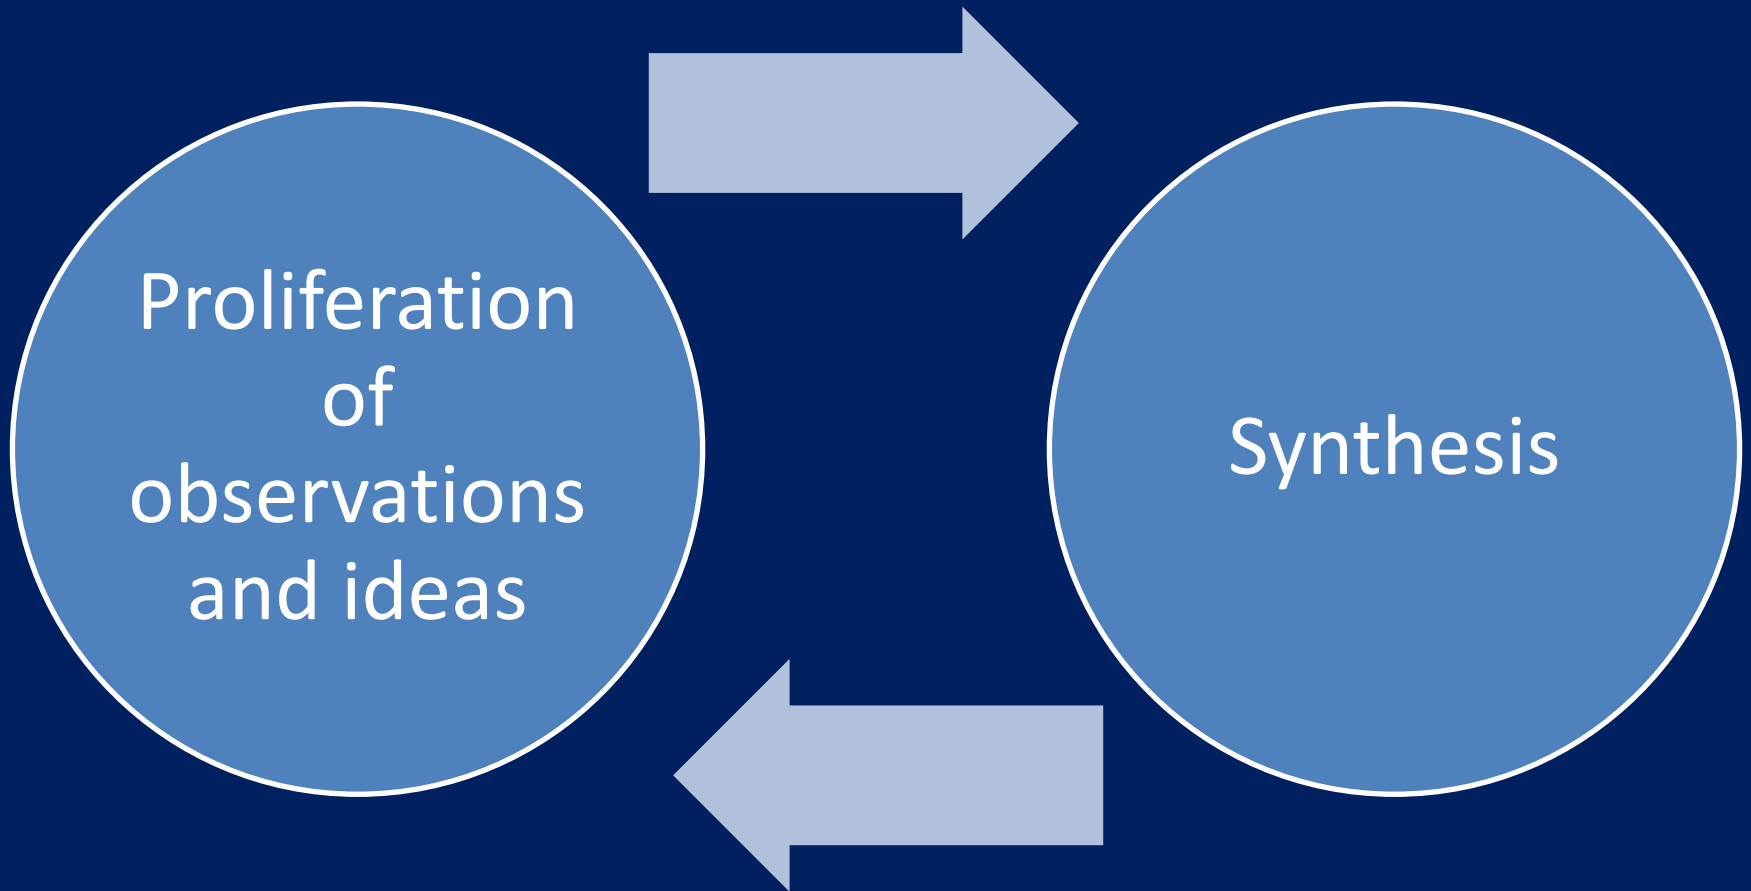 Proliferation
of
observations
and ideas
Synthesis